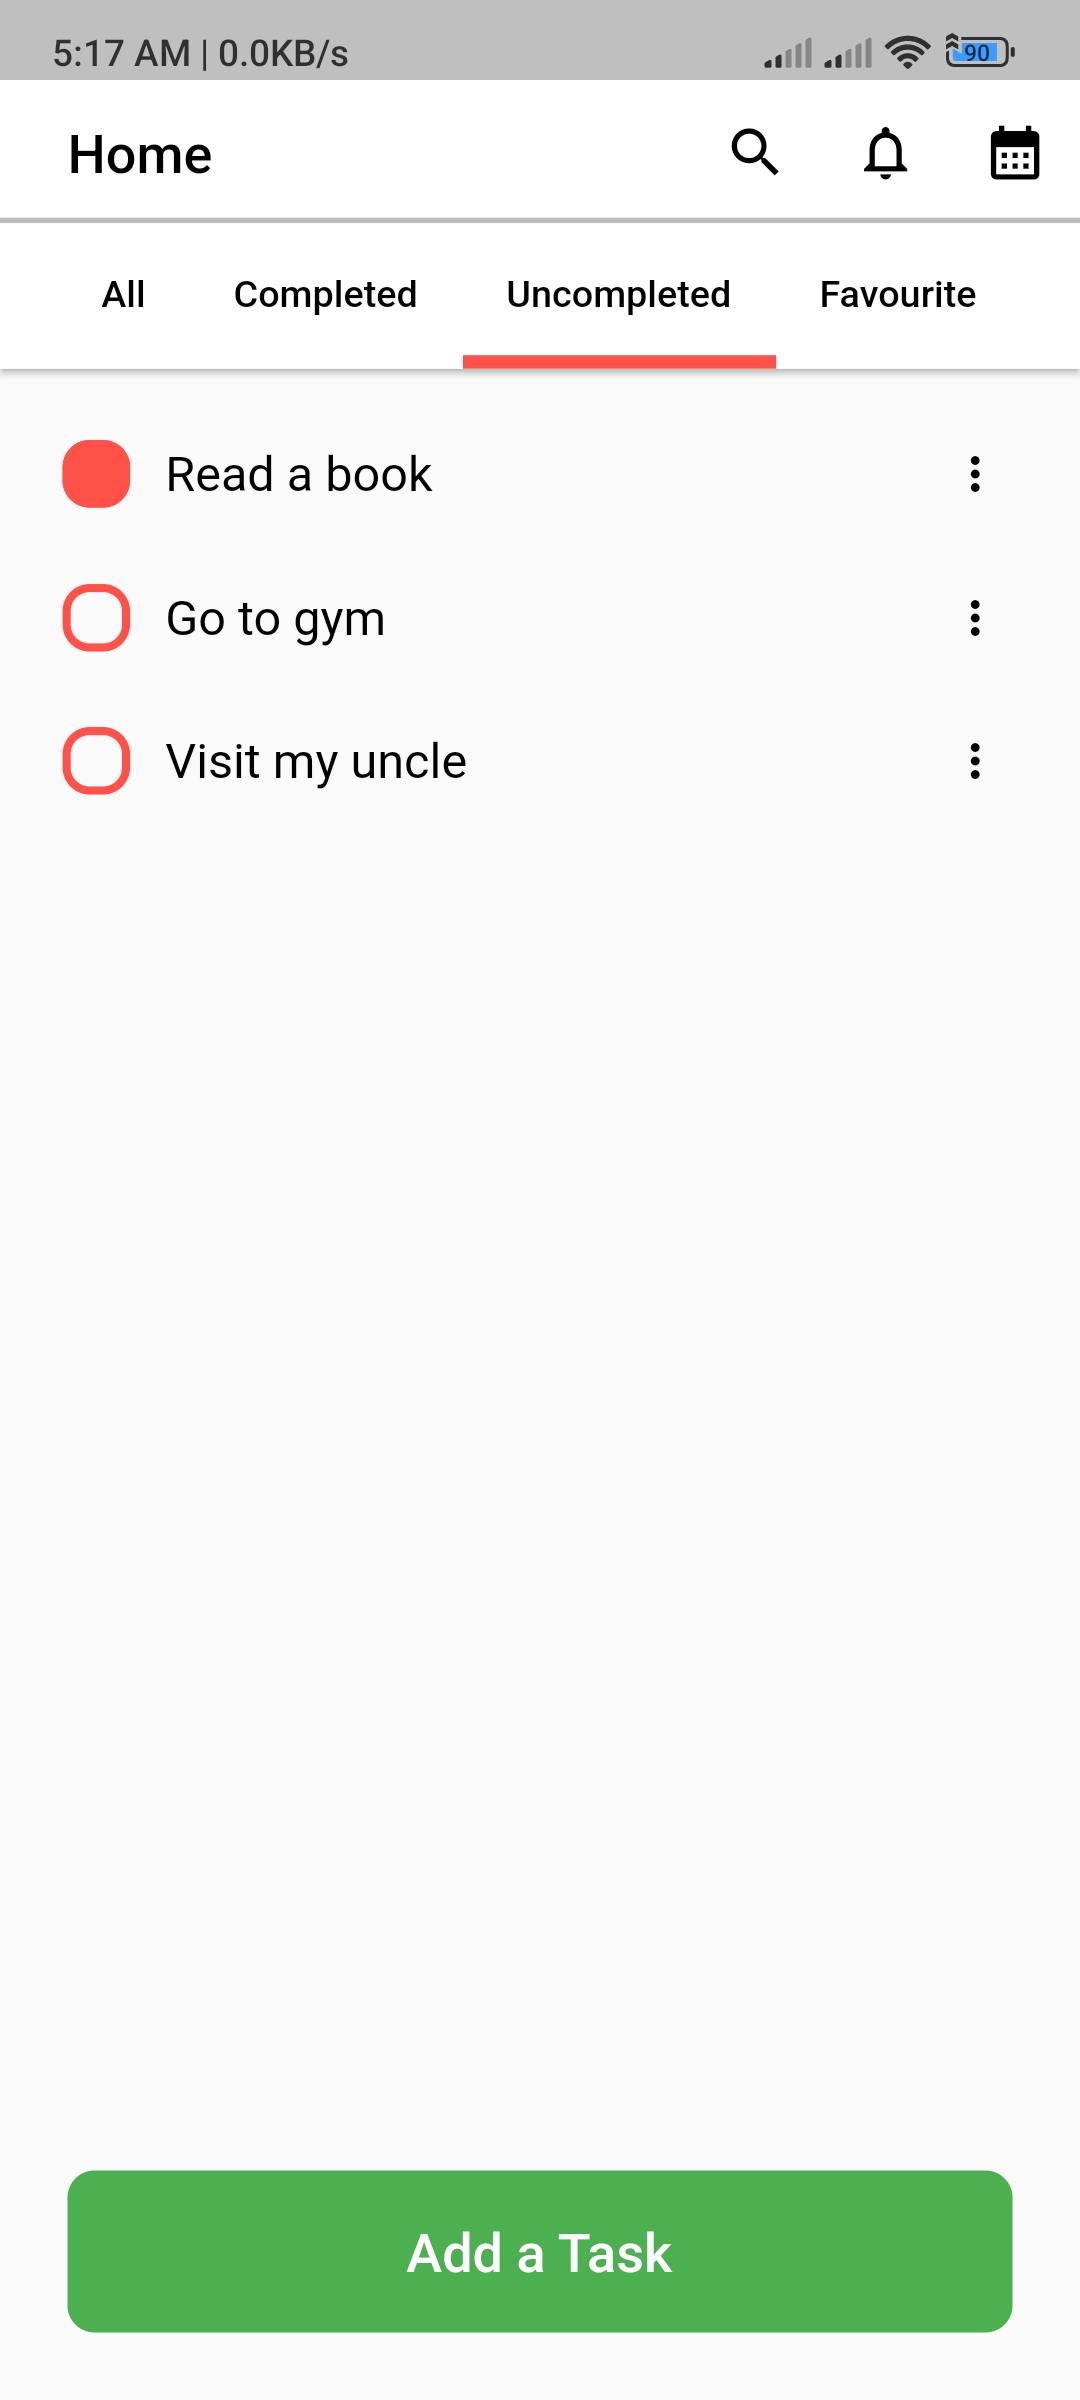 5:17 AM | 0.0KB/s 90
Home
All Completed Uncompleted Favourite
Read a book
Go to gym
Visit my uncle
Add a Task